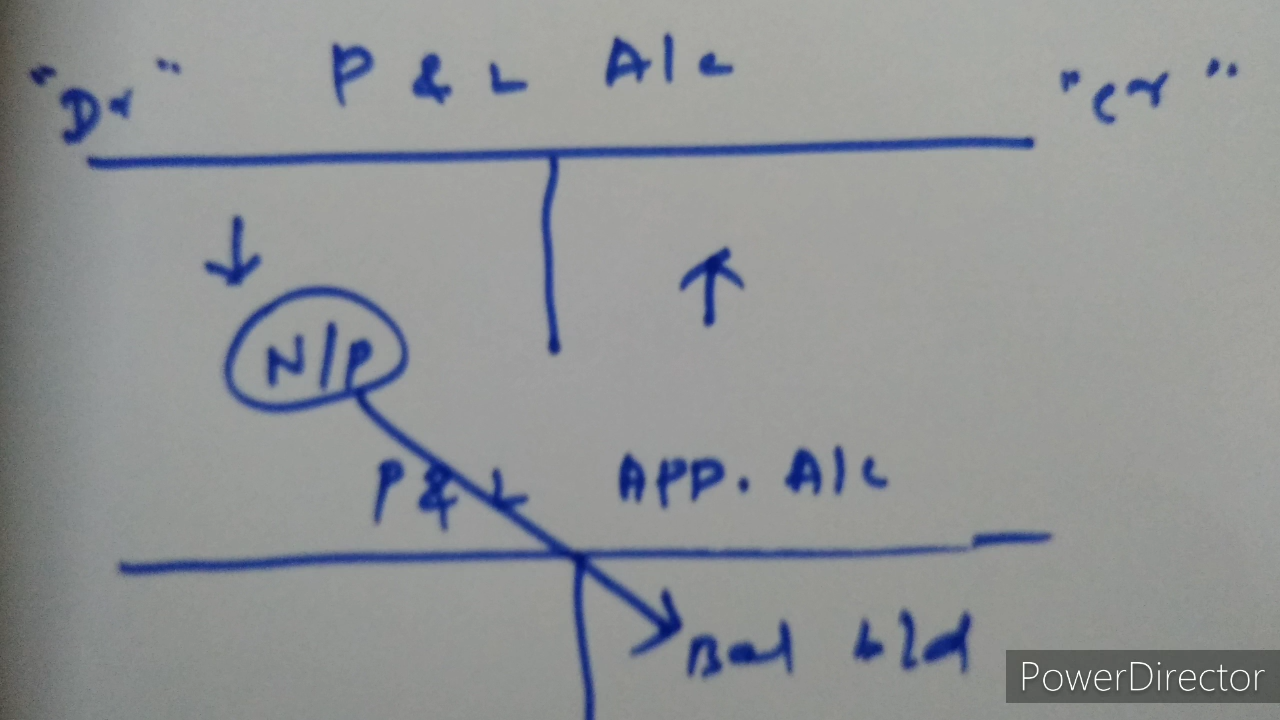 "Dr" P & L A/c "Cr"
N/P
P & L APP. A/c
Bal b/d
PowerDirector